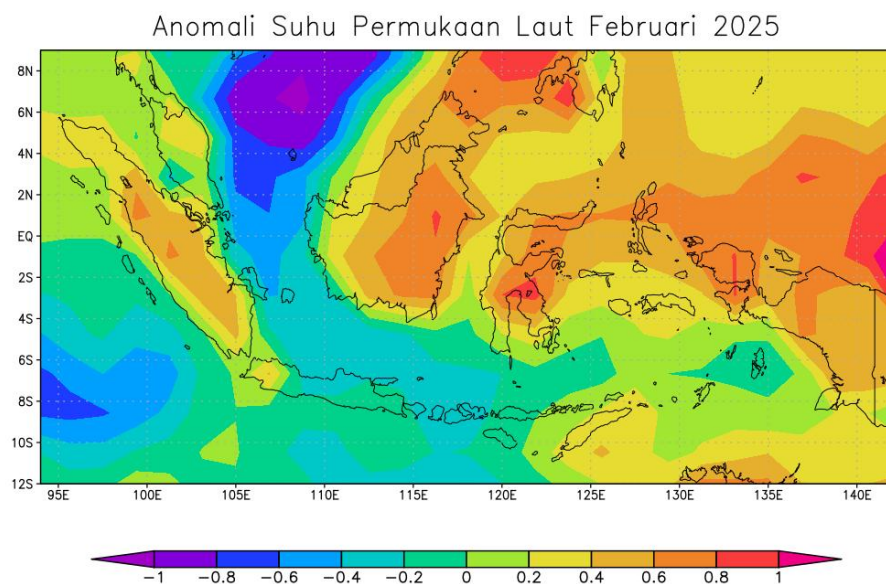 Anomali Suhu Permukaan Laut Februari 2025
8N
6N
4N
2N
EQ
2S
4S
6S
8S
10S
12S
95E 100E 105E 110E 115E 120E 125E 130E 135E 140E
-1 -0.8 -0.6 -0.4 -0.2 0 0.2 0.4 0.6 0.8 1